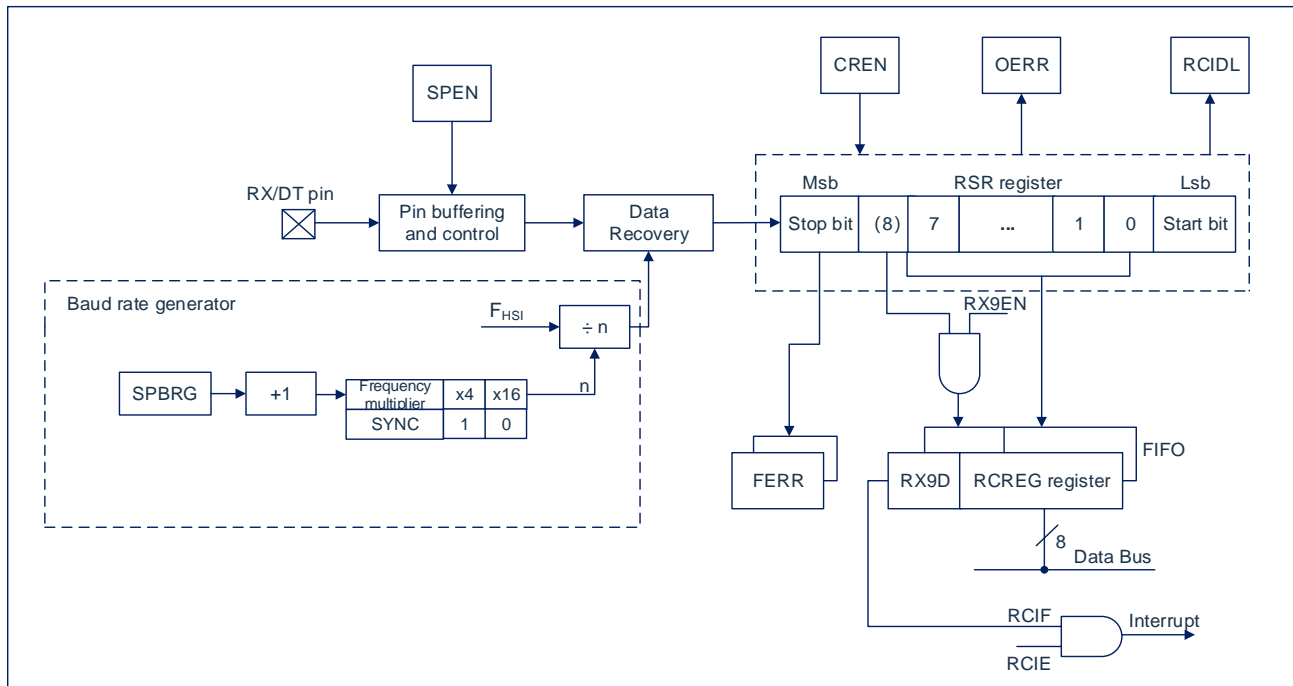 CREN
OERR
RCIDL
SPEN
RX/DT pin
Pin buffering
and control
Data
Recovery
Msb
RSR register
Lsb
Stop bit
(8)
7
...
1
0
Start bit
Baud rate generator
FHSI
÷ n
n
SPBRG
+1
Frequency
multiplier
x4
x16
SYNC
1
0
RX9EN
FERR
RX9D
RCREG register
FIFO
8
Data Bus
RCIF
RCIE
Interrupt